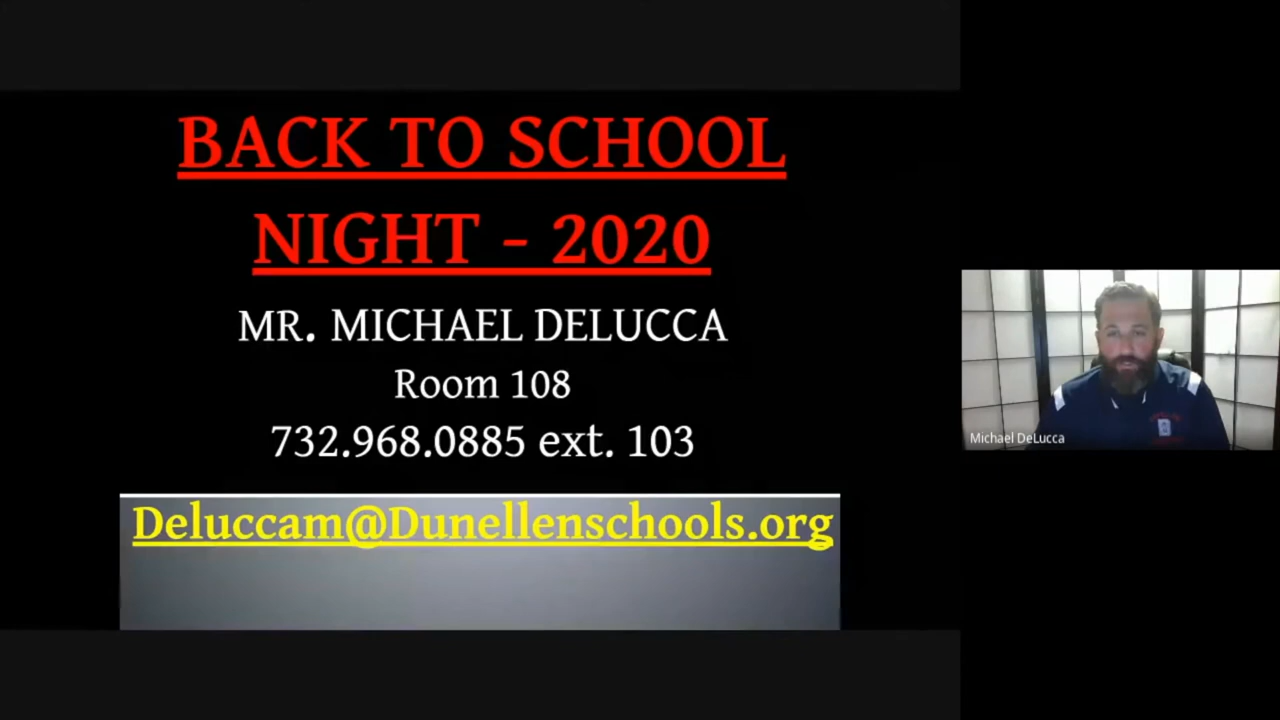 BACK TO SCHOOL
NIGHT - 2020
MR. MICHAEL DELUCCA
Room 108
732.968.0885 ext. 103
Deluccam@Dunellenschools.org
Michael DeLucca